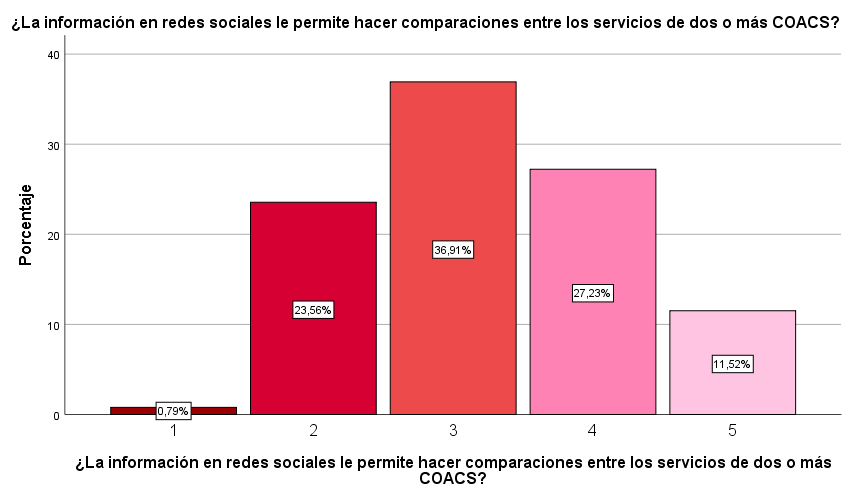 ¿La información en redes sociales le permite hacer comparaciones entre los servicios de dos o más COACS?
40
30
20
10
0
Porcentaje
0,79%
23,56%
36,91%
27,23%
11,52%
1 2 3 4 5
¿La información en redes sociales le permite hacer comparaciones entre los servicios de dos o más
COACS?